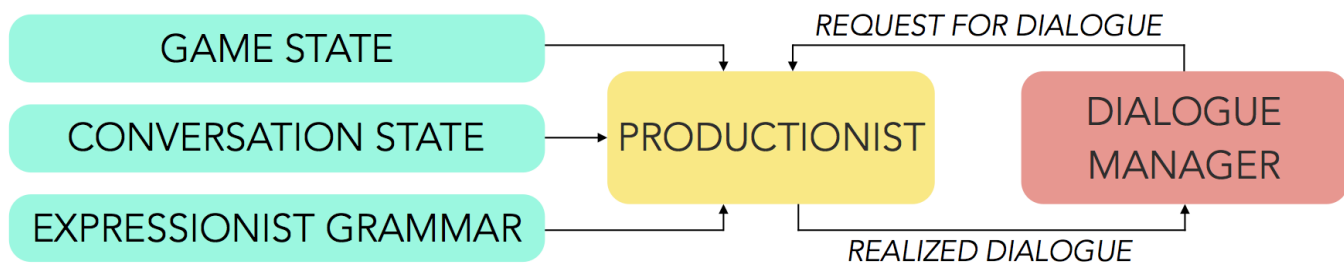 GAME STATE
CONVERSATION STATE
EXPRESSIONIST GRAMMAR
PRODUCTIONIST
REQUEST FOR DIALOGUE
REALIZED DIALOGUE
DIALOGUE
MANAGER